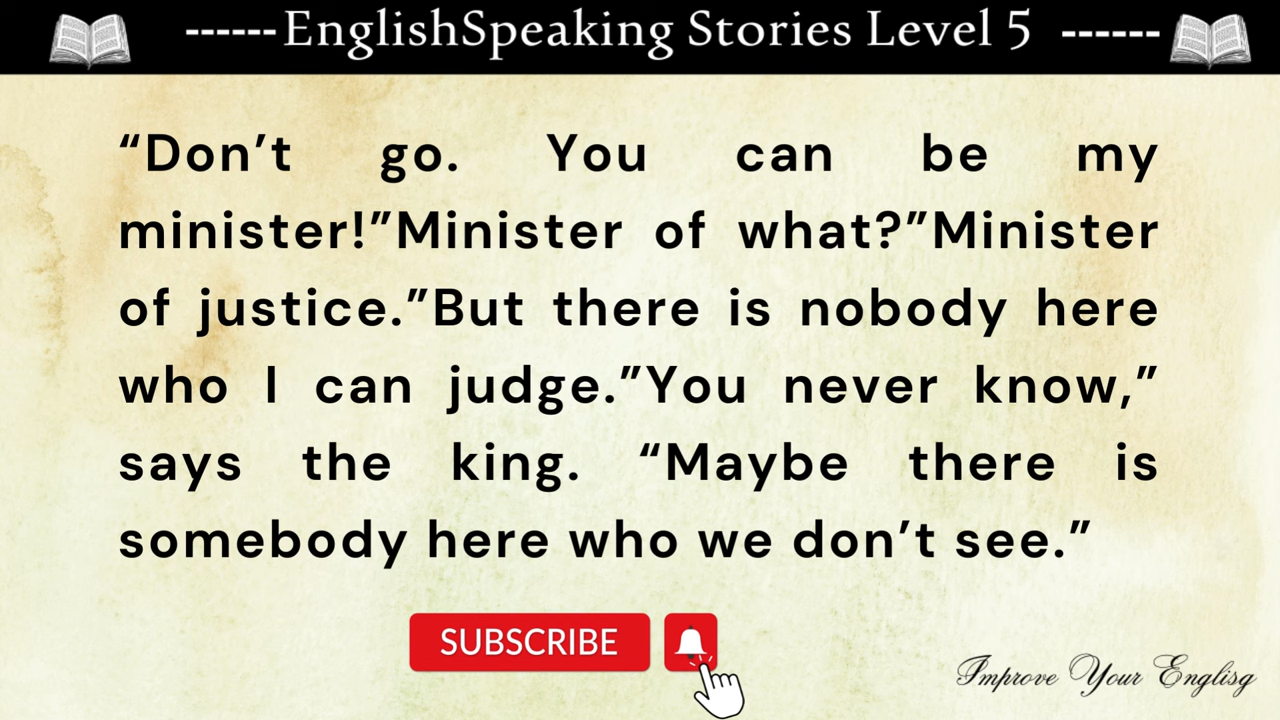 ------EnglishSpeaking Stories Level 5 ------
“Don’t go. You can be my
minister!”Minister of what?”Minister
of justice.”But there is nobody here
who I can judge.”You never know,”
says the king. “Maybe there is
somebody here who we don’t see.”
SUBSCRIBE
Improve Your Englisg